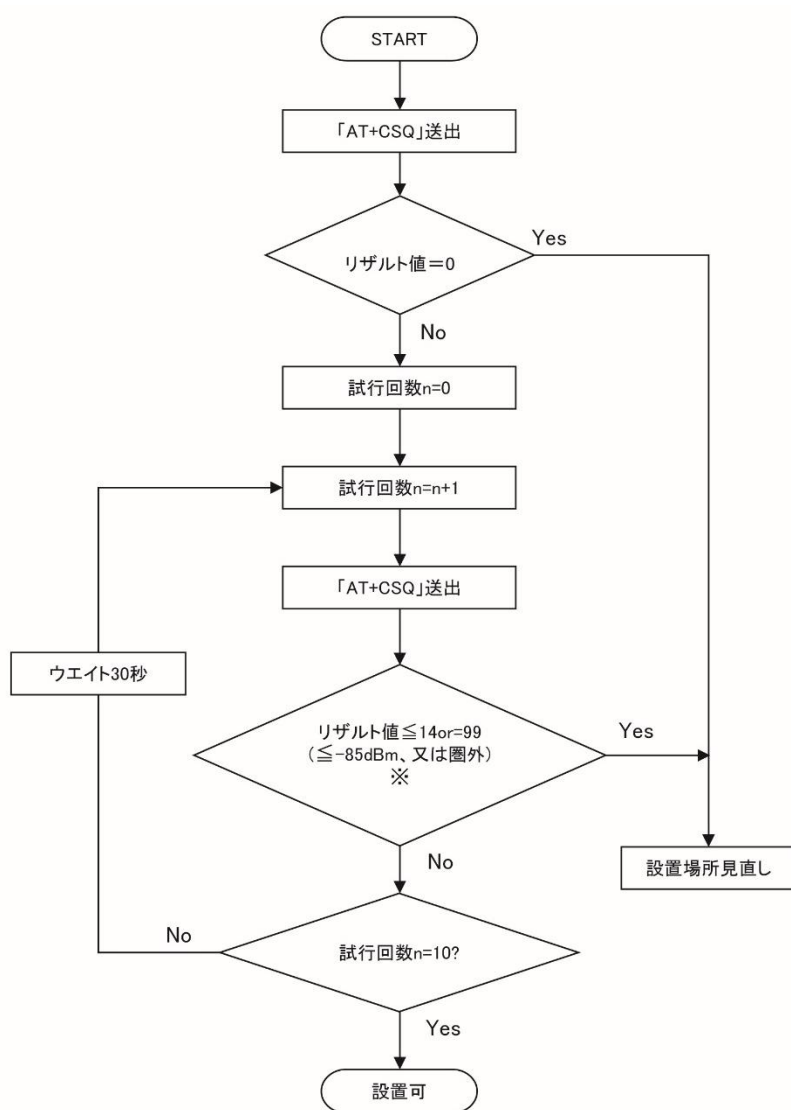 START
「AT+CSQ」送出
リザルト値＝0
Yes
No
試行回数n=0
試行回数n=n+1
「AT+CSQ」送出
ウエイト30秒
リザルト値≦14or=99
（≦-85dBm、又は圏外）
※
Yes
No
設置場所見直し
試行回数n=10?
No
Yes
設置可